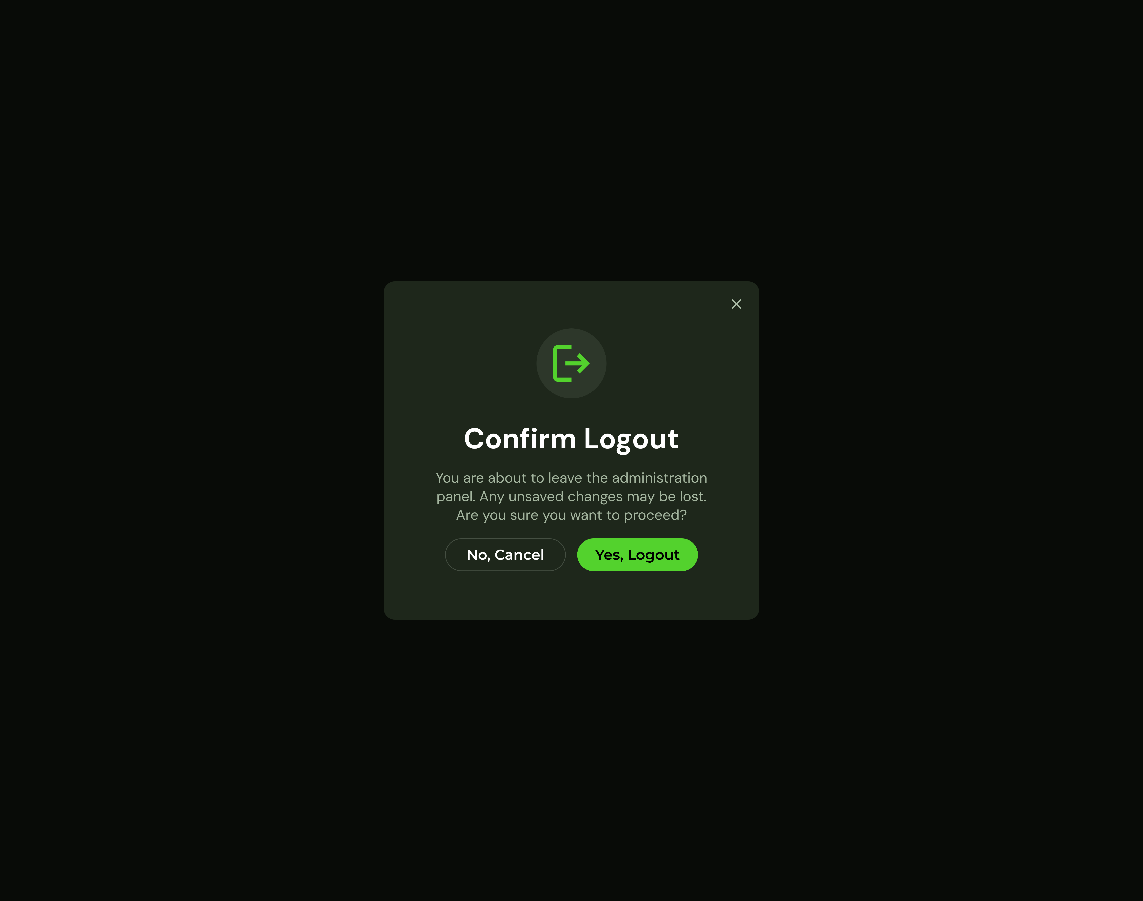 Confirm Logout
You are about to leave the administration
panel. Any unsaved changes may be lost.
Are you sure you want to proceed?
No, Cancel
Yes, Logout